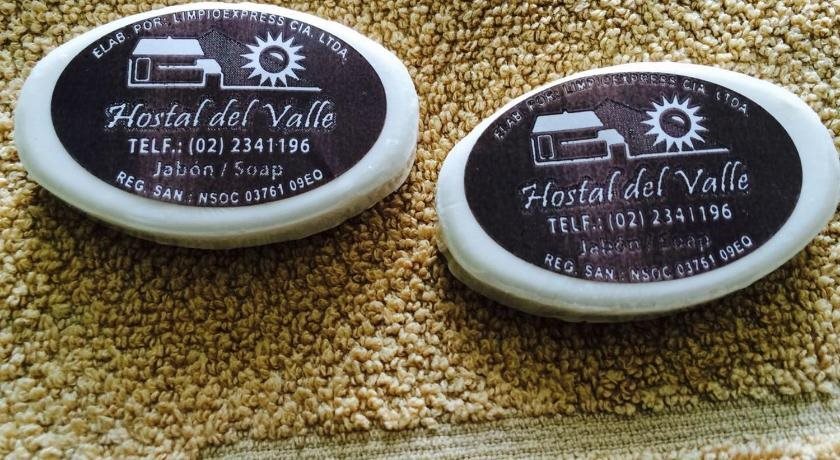 ELAB. POR: LIMPIOEXPRESS CIA. LTDA.
Hostal del Valle
TELF.: (02) 2341196
Jabón / Soap
REG. SAN.: NSOC 03761 09EQ
ELAB. POR: LIMPIOEXPRESS CIA. LTDA.
Hostal del Valle
TELF.: (02) 2341196
Jabón / Soap
REG. SAN.: NSOC 03761 09EQ